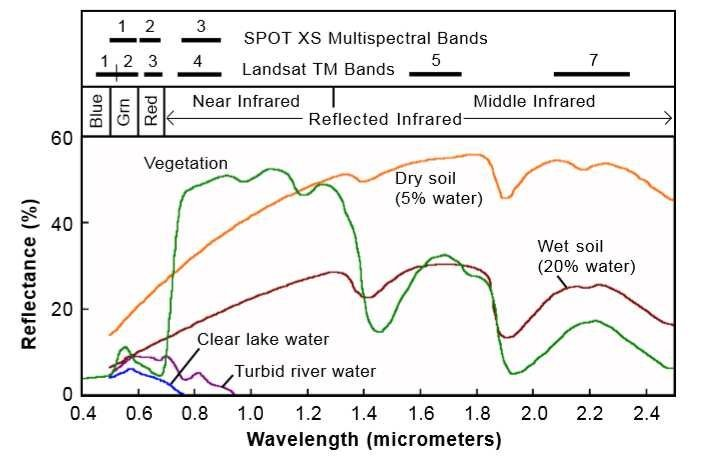 1 2 3 SPOT XS Multispectral Bands
1 2 3 4 Landsat TM Bands 5 7
Blue Grn Red Near Infrared Middle Infrared
Reflected Infrared
60
40
20
0
Reflectance (%)
Vegetation
Dry soil
(5% water)
Wet soil
(20% water)
Clear lake water
Turbid river water
0.4 0.6 0.8 1.0 1.2 1.4 1.6 1.8 2.0 2.2 2.4
Wavelength (micrometers)